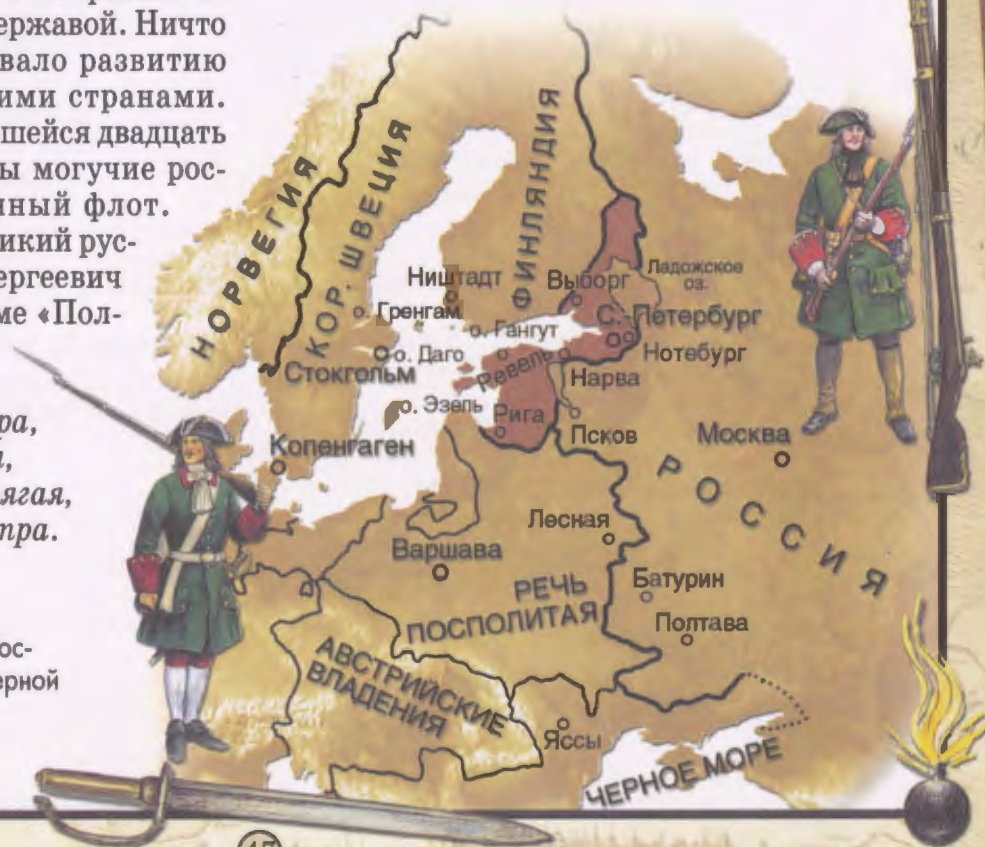 ержавой. Ничто
вало развитию
ими странами.
шейся двадцать
ы могучие рос-
нный флот.
икий рус-
ергеевич
ме «Пол-
ра,
ягая,
тра.
ос-
ерной
НОРВЕГИЯ
КОР. ШВЕЦИЯ
ФИНЛЯНДИЯ
Ништадт
Выборг
Ладожское
оз.
о. Гренгам
о. Гангут
С.-Петербург
о. Даго
Ревель
Нотебург
Стокгольм
Нарва
о. Эзель
Рига
Псков
Москва
Копенгаген
РОССИЯ
Лесная
Варшава
Батурин
РЕЧЬ
ПОСПОЛИТАЯ
Полтава
АВСТРИЙСКИЕ
ВЛАДЕНИЯ
Яссы
ЧЕРНОЕ МОРЕ